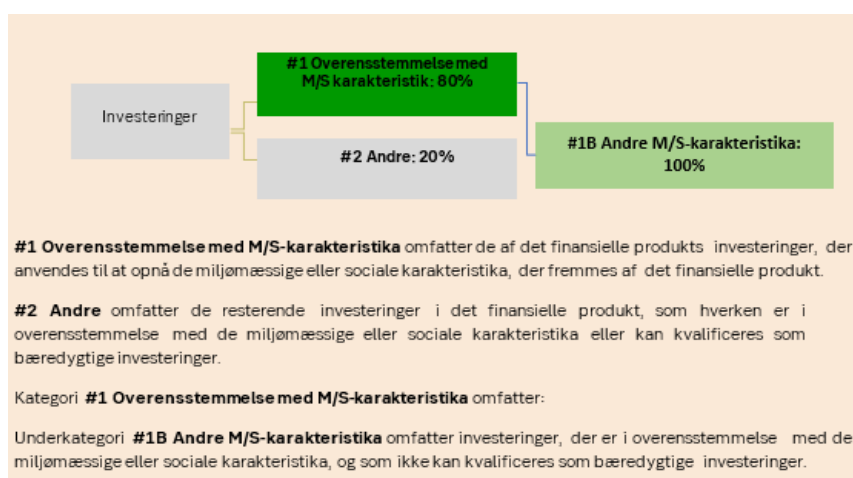 #1 Overensstemmelse med
M/S karakteristik: 80%
Investeringer
#2 Andre: 20%
#1B Andre M/S-karakteristika:
100%
#1 Overensstemmelse med M/S-karakteristika omfatter de af det finansielle produkts investeringer, der
anvendes til at opnå de miljømæssige eller sociale karakteristika, der fremmes af det finansielle produkt.
#2 Andre omfatter de resterende investeringer i det finansielle produkt, som hverken er i
overensstemmelse med de miljømæssige eller sociale karakteristika eller kan kvalificeres som
bæredygtige investeringer.
Kategori #1 Overensstemmelse med M/S-karakteristika omfatter:
Underkategori #1B Andre M/S-karakteristika omfatter investeringer, der er i overensstemmelse med de
miljømæssige eller sociale karakteristika, og som ikke kan kvalificeres som bæredygtige investeringer.